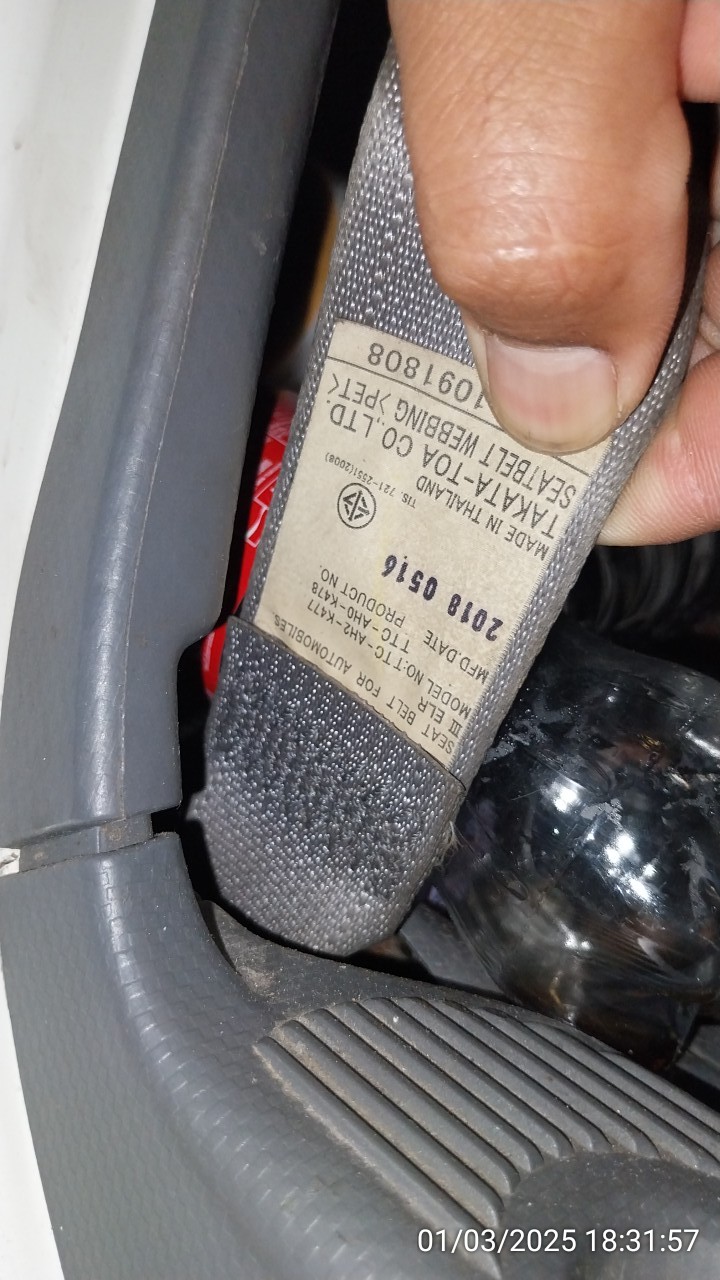 SEAT BELT FOR AUTOMOBILES
III ELR
MODEL NO:TTC-AH2-K477
TTC-AH0-K478
MFD.DATE PRODUCT NO.
2018 0516
MADE IN THAILAND TIS. 721-2551(2008)
TAKATA-TOA CO.,LTD
SEATBELT WEBBING >PET<
1091808
01/03/2025 18:31:57